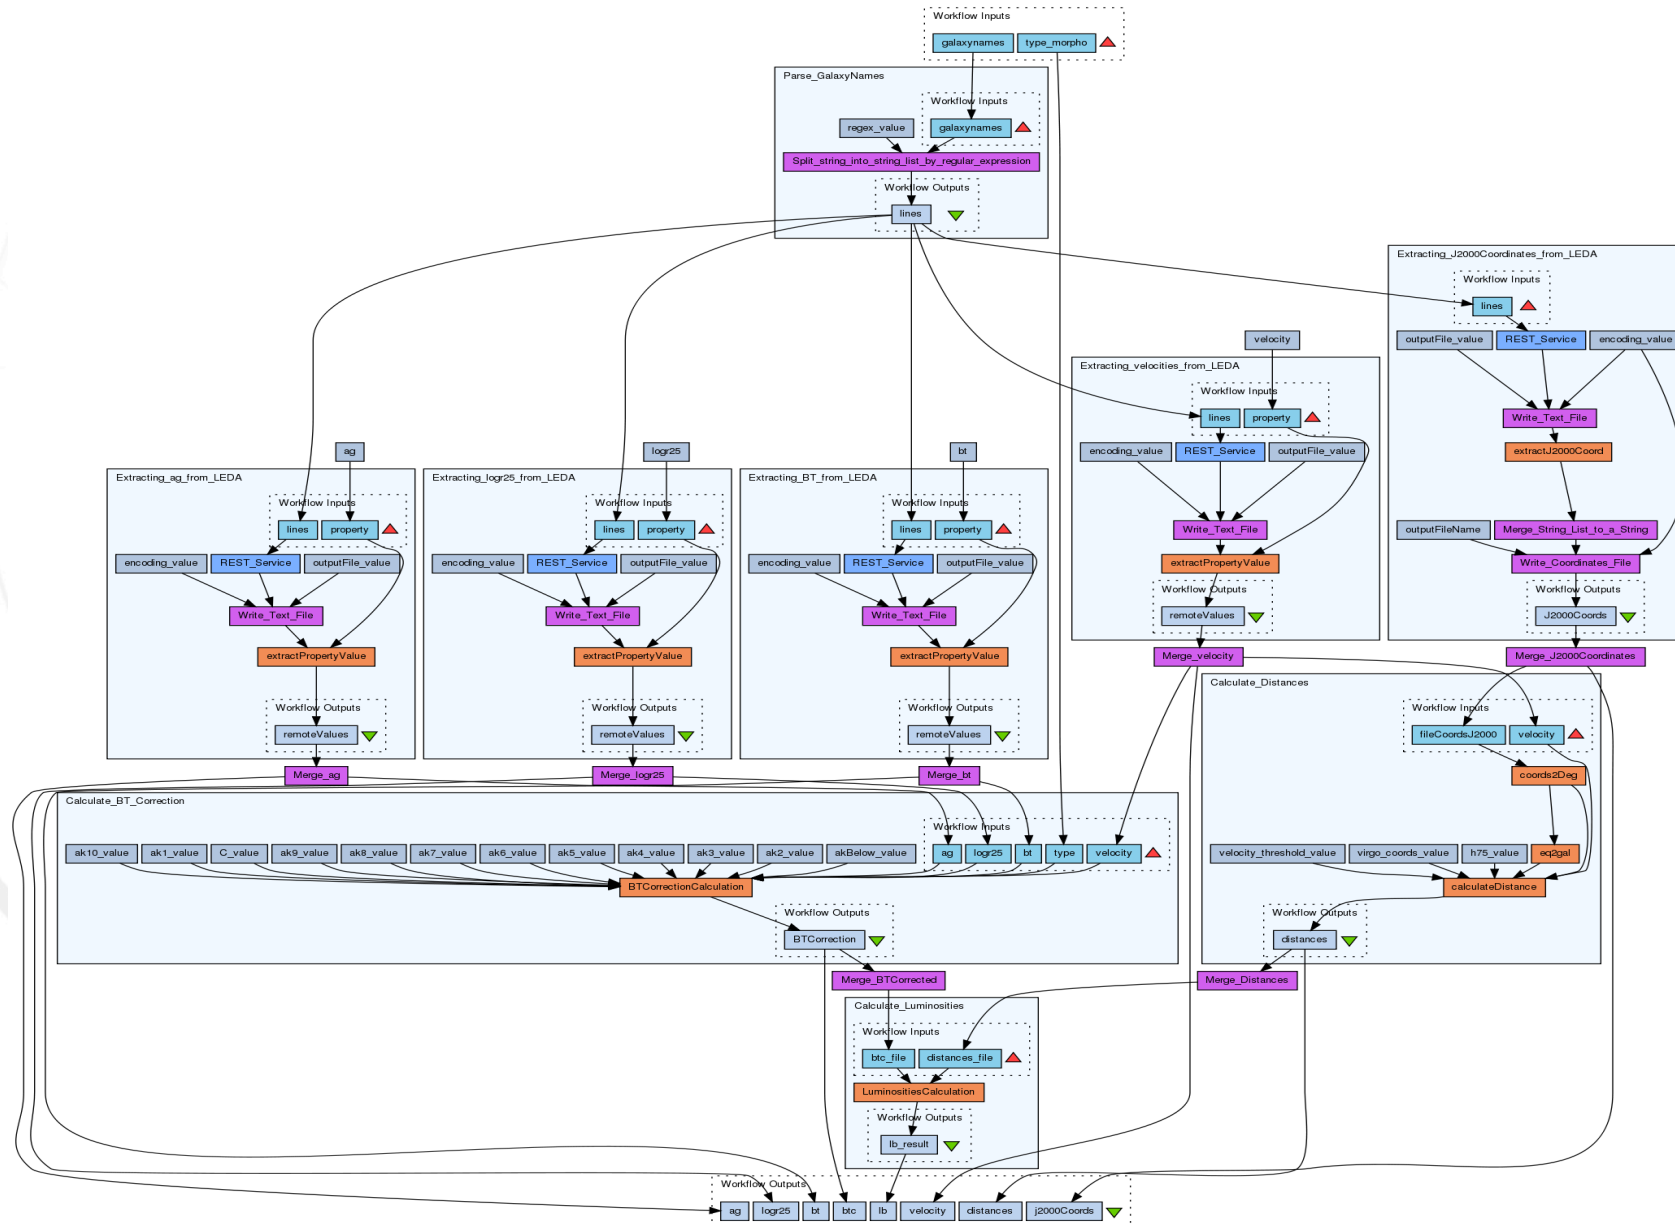 Workflow Inputs
galaxynames type_morpho
Parse_GalaxyNames
Workflow Inputs
regex_value galaxynames
Split_string_into_string_list_by_regular_expression
Workflow Outputs
lines
Extracting_J2000Coordinates_from_LEDA
Workflow Inputs
lines
outputFile_value REST_Service encoding_value
Write_Text_File
extractJ2000Coord
outputFileName Merge_String_List_to_a_String
Write_Coordinates_File
Workflow Outputs
J2000Coords
Merge_J2000Coordinates
velocity
Extracting_velocities_from_LEDA
Workflow Inputs
lines property
encoding_value REST_Service outputFile_value
Write_Text_File
extractPropertyValue
Workflow Outputs
remoteValues
Merge_velocity
ag
Extracting_ag_from_LEDA
Workflow Inputs
lines property
encoding_value REST_Service outputFile_value
Write_Text_File
extractPropertyValue
Workflow Outputs
remoteValues
Merge_ag
logr25
Extracting_logr25_from_LEDA
Workflow Inputs
lines property
encoding_value REST_Service outputFile_value
Write_Text_File
extractPropertyValue
Workflow Outputs
remoteValues
Merge_logr25
bt
Extracting_BT_from_LEDA
Workflow Inputs
lines property
encoding_value REST_Service outputFile_value
Write_Text_File
extractPropertyValue
Workflow Outputs
remoteValues
Merge_bt
Calculate_Distances
Workflow Inputs
fileCoordsJ2000 velocity
coords2Deg
velocity_threshold_value virgo_coords_value h75_value eq2gal
calculateDistance
Workflow Outputs
distances
Merge_Distances
Calculate_BT_Correction
Workflow Inputs
ak10_value ak1_value C_value ak9_value ak8_value ak7_value ak6_value ak5_value ak4_value ak3_value ak2_value akBelow_value ag logr25 bt type velocity
BTCorrectionCalculation
Workflow Outputs
BTCorrection
Merge_BTCorrected
Calculate_Luminosities
Workflow Inputs
btc_file distances_file
LuminositiesCalculation
Workflow Outputs
lb_result
Workflow Outputs
ag logr25 bt btc lb velocity distances j2000Coords